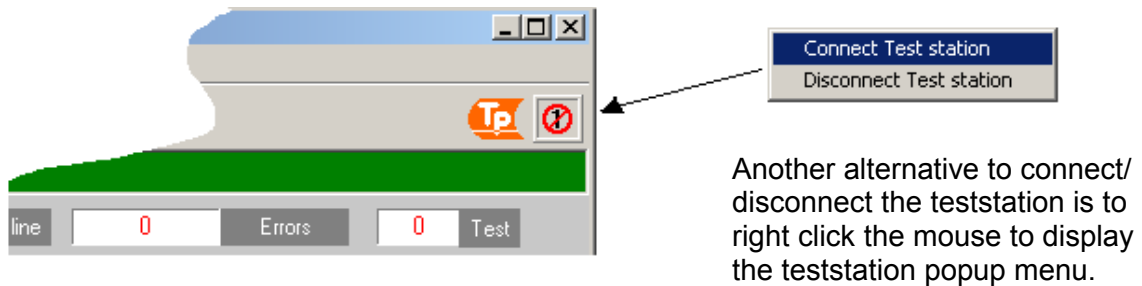 Connect Test station
Disconnect Test station
Tp 1
line 0 Errors 0 Test
Another alternative to connect/
disconnect the teststation is to
right click the mouse to display
the teststation popup menu.